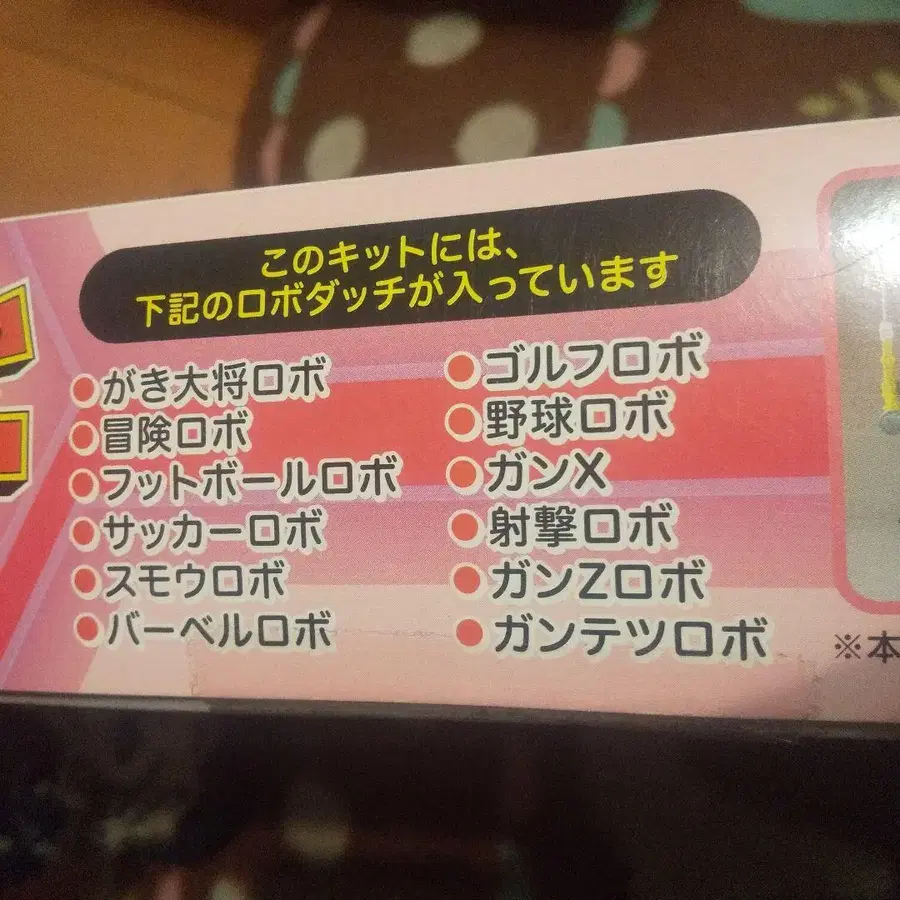 このキットには、
下記のロボダッチが入っています
がき大将ロボ
冒険ロボ
フットボールロボ
サッカーロボ
スモウロボ
バーベルロボ
ゴルフロボ
野球ロボ
ガンX
射撃ロボ
ガンZロボ
ガンテツロボ
※本